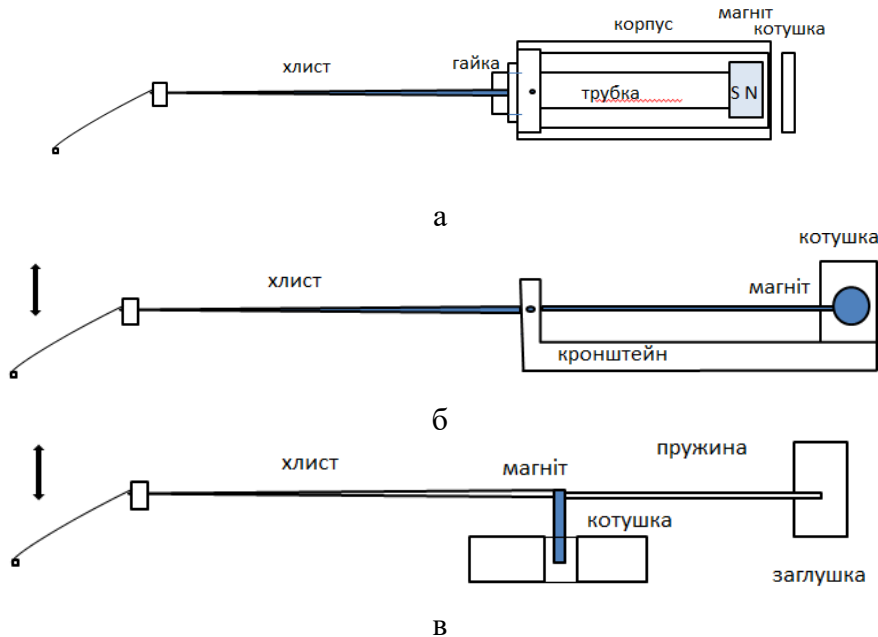 магніт
корпус
котушка
хлист
гайка
трубка
S N
а
котушка
хлист
магніт
кронштейн
б
пружина
хлист
магніт
котушка
заглушка
в